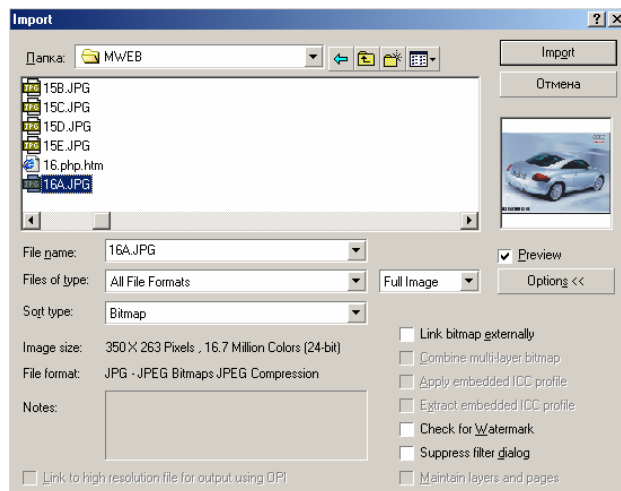 Import
Папка: MWEB
Import
Отмена
15B.JPG
15C.JPG
15D.JPG
15E.JPG
16.php.htm
16A.JPG
File name: 16A.JPG
Preview
Files of type: All File Formats Full Image Options <<
Sort type: Bitmap
Image size: 350 X 263 Pixels , 16.7 Million Colors (24-bit)
File format: JPG - JPEG Bitmaps JPEG Compression
Notes:
Link bitmap externally
Combine multi-layer bitmap
Apply embedded ICC profile
Extract embedded ICC profile
Check for Watermark
Suppress filter dialog
Link to high resolution file for output using OPI
Maintain layers and pages